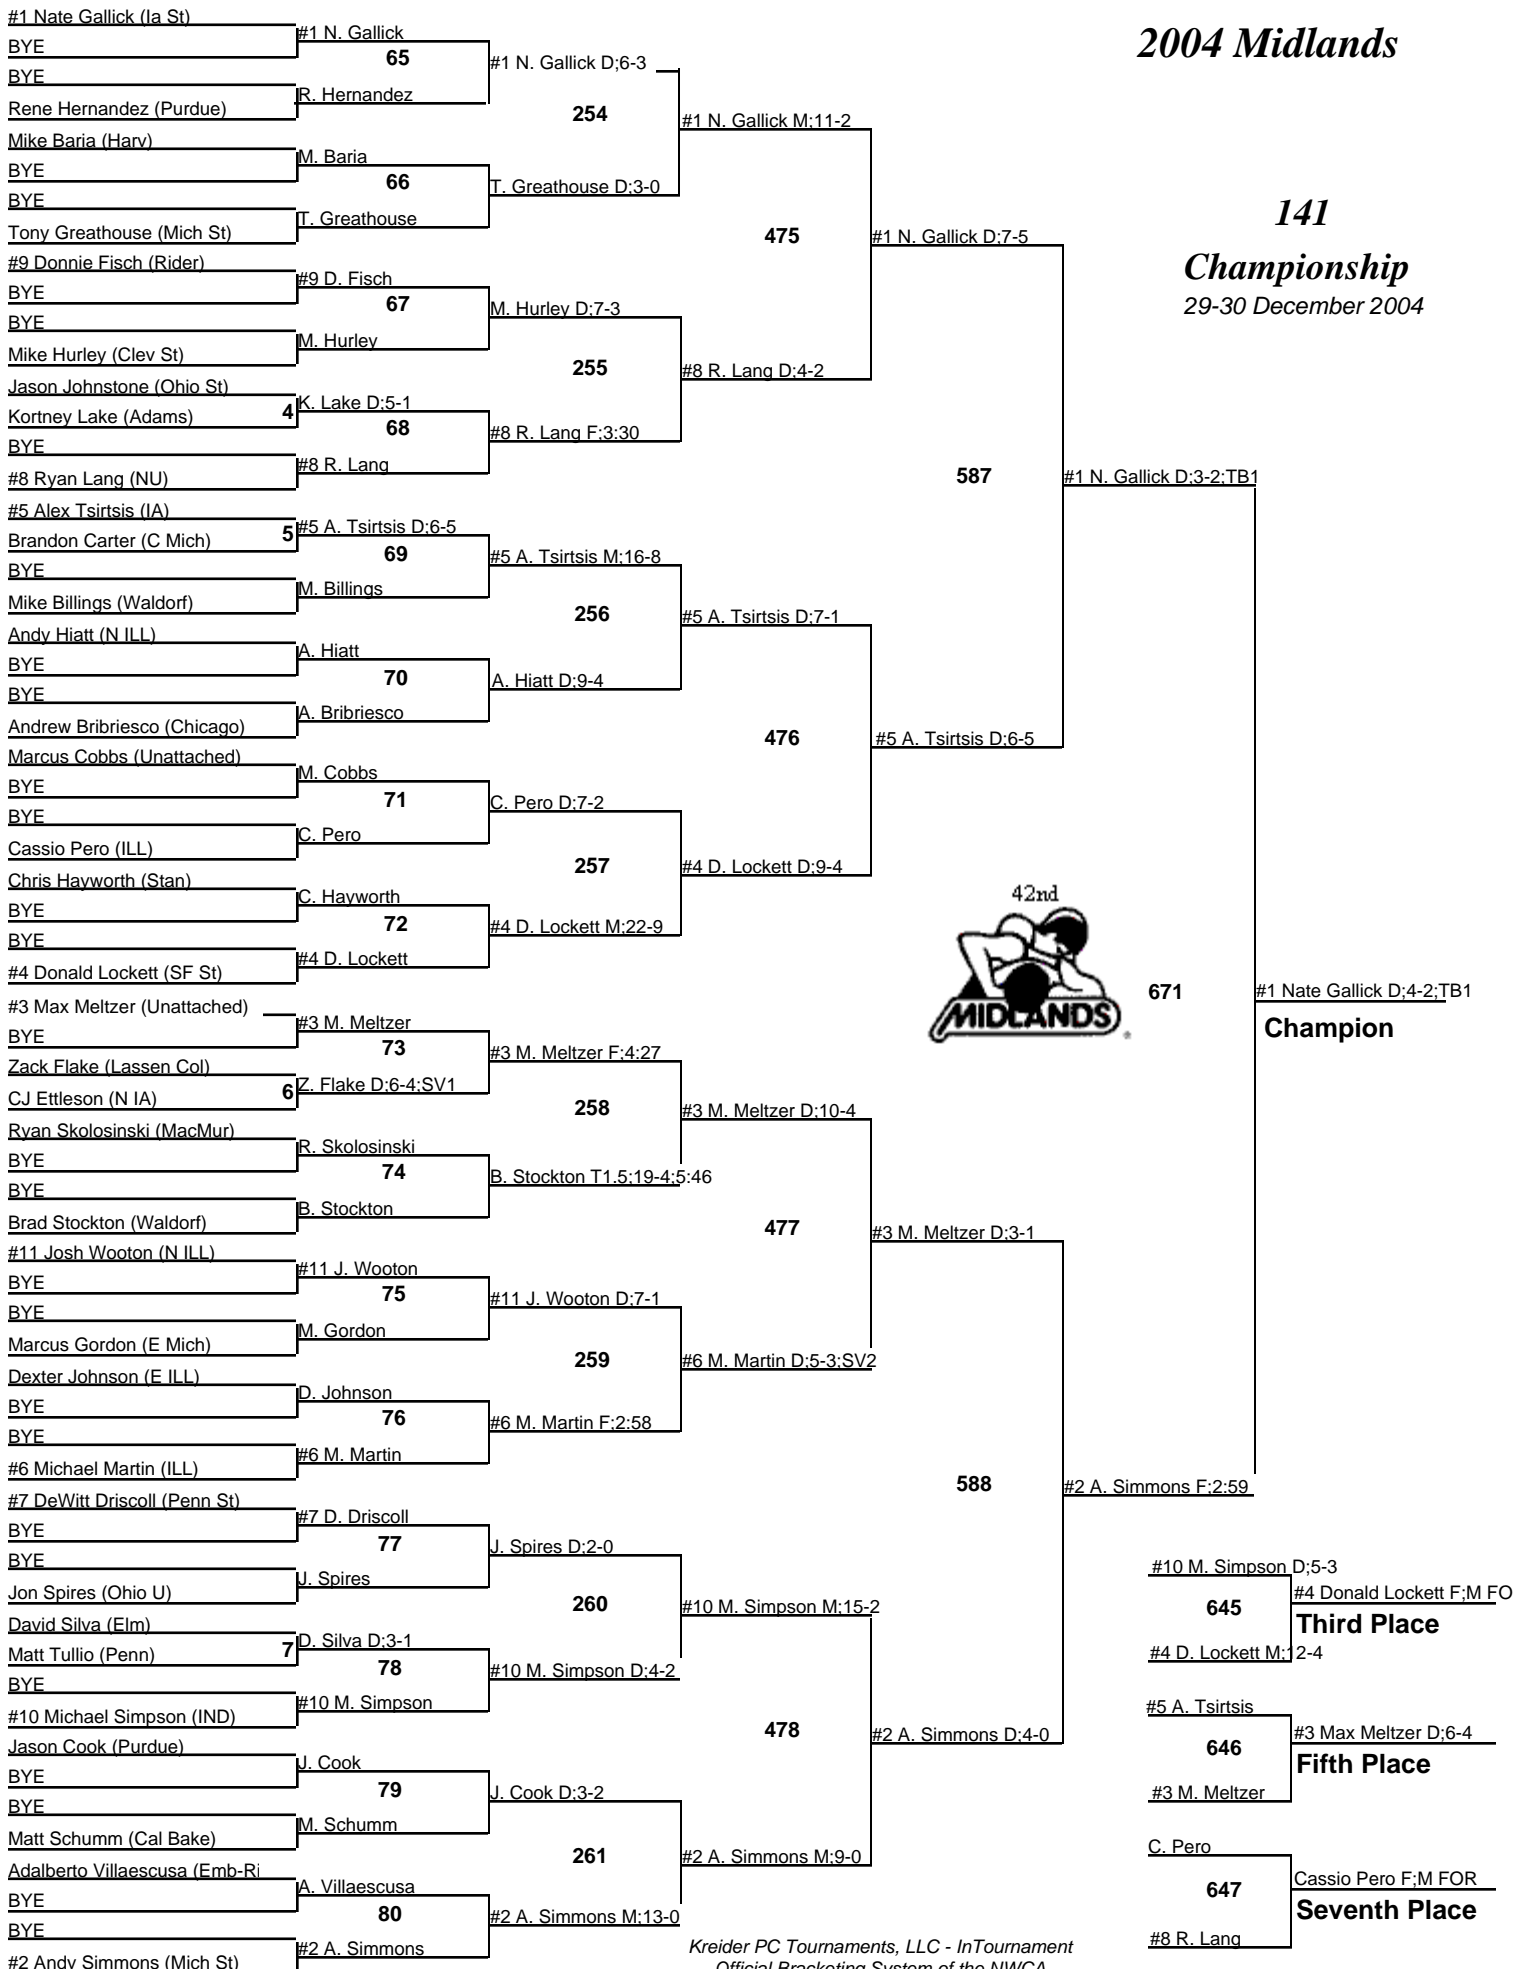 2004 Midlands
141
Championship
29-30 December 2004
#1 Nate Gallick (Ia St)
BYE
BYE
Rene Hernandez (Purdue)
Mike Baria (Harv)
BYE
BYE
Tony Greathouse (Mich St)
#9 Donnie Fisch (Rider)
BYE
BYE
Mike Hurley (Clev St)
Jason Johnstone (Ohio St)
Kortney Lake (Adams)
4
BYE
#8 Ryan Lang (NU)
#5 Alex Tsirtsis (IA)
Brandon Carter (C Mich)
5
BYE
Mike Billings (Waldorf)
Andy Hiatt (N ILL)
BYE
BYE
Andrew Bribriesco (Chicago)
Marcus Cobbs (Unattached)
BYE
BYE
Cassio Pero (ILL)
Chris Hayworth (Stan)
BYE
BYE
#4 Donald Lockett (SF St)
#3 Max Meltzer (Unattached)
BYE
Zack Flake (Lassen Col)
CJ Ettleson (N IA)
6
Ryan Skolosinski (MacMur)
BYE
BYE
Brad Stockton (Waldorf)
#11 Josh Wooton (N ILL)
BYE
BYE
Marcus Gordon (E Mich)
Dexter Johnson (E ILL)
BYE
BYE
#6 Michael Martin (ILL)
#7 DeWitt Driscoll (Penn St)
BYE
BYE
Jon Spires (Ohio U)
David Silva (Elm)
Matt Tullio (Penn)
7
BYE
#10 Michael Simpson (IND)
Jason Cook (Purdue)
BYE
BYE
Matt Schumm (Cal Bake)
Adalberto Villaescusa (Emb-Ri
BYE
BYE
#2 Andy Simmons (Mich St)
#1 N. Gallick
65
R. Hernandez
M. Baria
66
T. Greathouse
#9 D. Fisch
67
M. Hurley
K. Lake D;5-1
68
#8 R. Lang
#5 A. Tsirtsis D;6-5
69
M. Billings
A. Hiatt
70
A. Bribriesco
M. Cobbs
71
C. Pero
C. Hayworth
72
#4 D. Lockett
#3 M. Meltzer
73
Z. Flake D;6-4;SV1
R. Skolosinski
74
B. Stockton
#11 J. Wooton
75
M. Gordon
D. Johnson
76
#6 M. Martin
#7 D. Driscoll
77
J. Spires
D. Silva D;3-1
78
#10 M. Simpson
J. Cook
79
M. Schumm
A. Villaescusa
80
#2 A. Simmons
#1 N. Gallick D;6-3
254
T. Greathouse D;3-0
M. Hurley D;7-3
255
#8 R. Lang F;3:30
#5 A. Tsirtsis M;16-8
256
A. Hiatt D;9-4
C. Pero D;7-2
257
#4 D. Lockett M;22-9
#3 M. Meltzer F;4:27
258
B. Stockton T1.5;19-4;5:46
#11 J. Wooton D;7-1
259
#6 M. Martin F;2:58
J. Spires D;2-0
260
#10 M. Simpson D;4-2
J. Cook D;3-2
261
#2 A. Simmons M;13-0
#1 N. Gallick M;11-2
475
#8 R. Lang D;4-2
#5 A. Tsirtsis D;7-1
476
#4 D. Lockett D;9-4
#3 M. Meltzer D;10-4
477
#6 M. Martin D;5-3;SV2
#10 M. Simpson M;15-2
478
#2 A. Simmons M;9-0
#1 N. Gallick D;7-5
587
#5 A. Tsirtsis D;6-5
#3 M. Meltzer D;3-1
588
#2 A. Simmons D;4-0
#1 N. Gallick D;3-2;TB1
671
#2 A. Simmons F;2:59
#1 Nate Gallick D;4-2;TB1
Champion
42nd
MIDLANDS
®
#10 M. Simpson D;5-3
645
#4 D. Lockett M;12-4
#4 Donald Lockett F;M FO
Third Place
#5 A. Tsirtsis
646
#3 M. Meltzer
#3 Max Meltzer D;6-4
Fifth Place
C. Pero
647
#8 R. Lang
Cassio Pero F;M FOR
Seventh Place
Kreider PC Tournaments, LLC - InTournament
Official Bracketing System of the NWCA